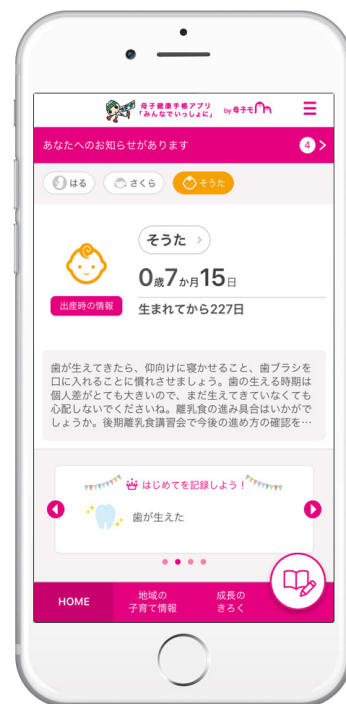 母子健康手帳アプリ
「みんなでいっしょに」 by母子モ
あなたへのお知らせがあります 4
はる さくら そうた
そうた
0歳7か月15日
出産時の情報 生まれてから227日
歯が生えてきたら、仰向けに寝かせること、歯ブラシを
口に入れることに慣れさせましょう。歯の生える時期は
個人差がとても大きいので、まだ生えてきていなくても
心配しないでくださいね。離乳食の進み具合はいかがで
しょうか。後期離乳食講習会で今後の進め方の確認を…
はじめてを記録しよう！
歯が生えた
HOME
地域の
子育て情報
成長の
きろく